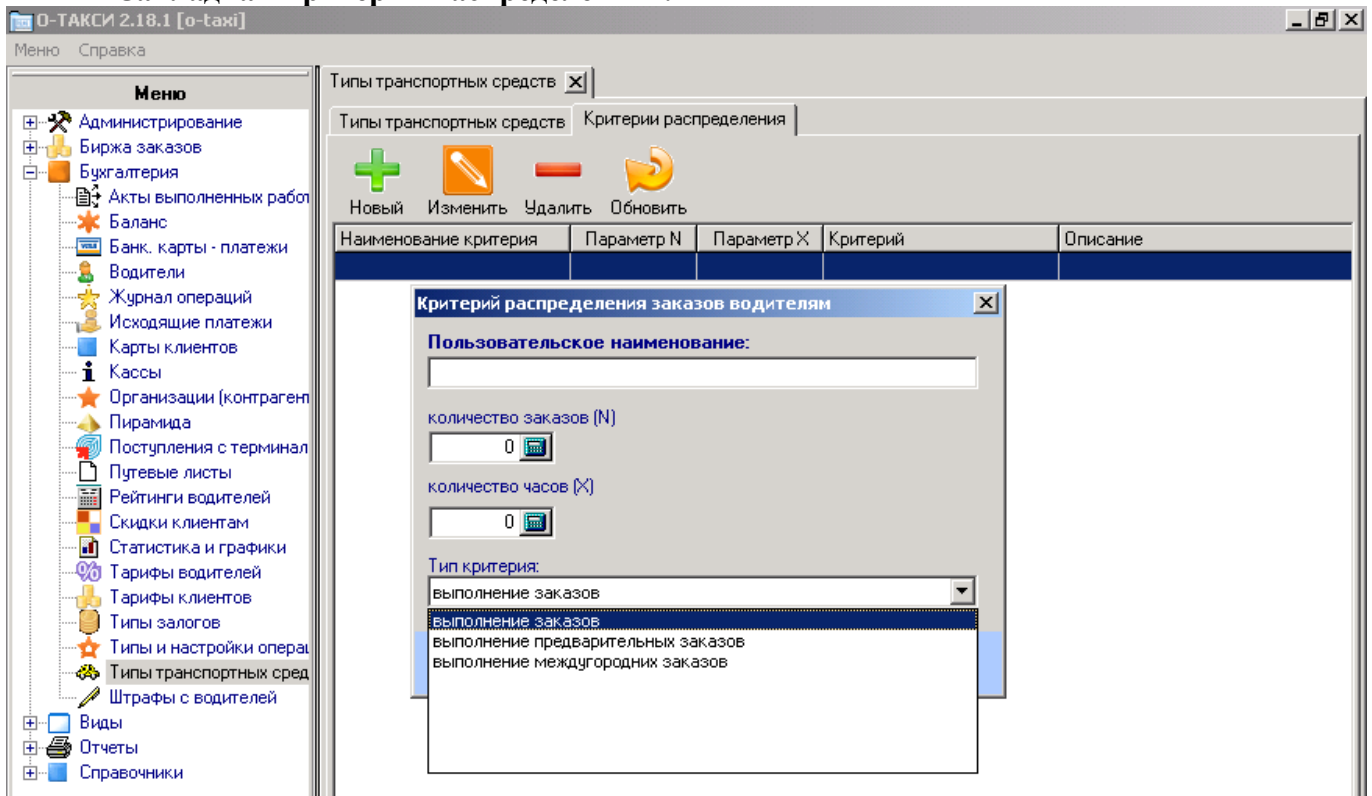 О-ТАКСИ 2.18.1 [o-taxi]
Меню Справка
Меню
Администрирование
Биржа заказов
Бухгалтерия
Акты выполненных работ
Баланс
Банк. карты - платежи
Водители
Журнал операций
Исходящие платежи
Карты клиентов
Кассы
Организации (контраген
Пирамида
Поступления с терминал
Путевые листы
Рейтинги водителей
Скидки клиентам
Статистика и графики
Тарифы водителей
Тарифы клиентов
Типы залогов
Типы и настройки операц
Типы транспортных сред
Штрафы с водителей
Виды
Отчеты
Справочники
Типы транспортных средств
Типы транспортных средств Критерии распределения
Новый Изменить Удалить Обновить
Наименование критерия Параметр N Параметр X Критерий Описание
Критерий распределения заказов водителям
Пользовательское наименование:
количество заказов (N)
0
количество часов (X)
0
Тип критерия:
выполнение заказов
выполнение заказов
выполнение предварительных заказов
выполнение междугородних заказов